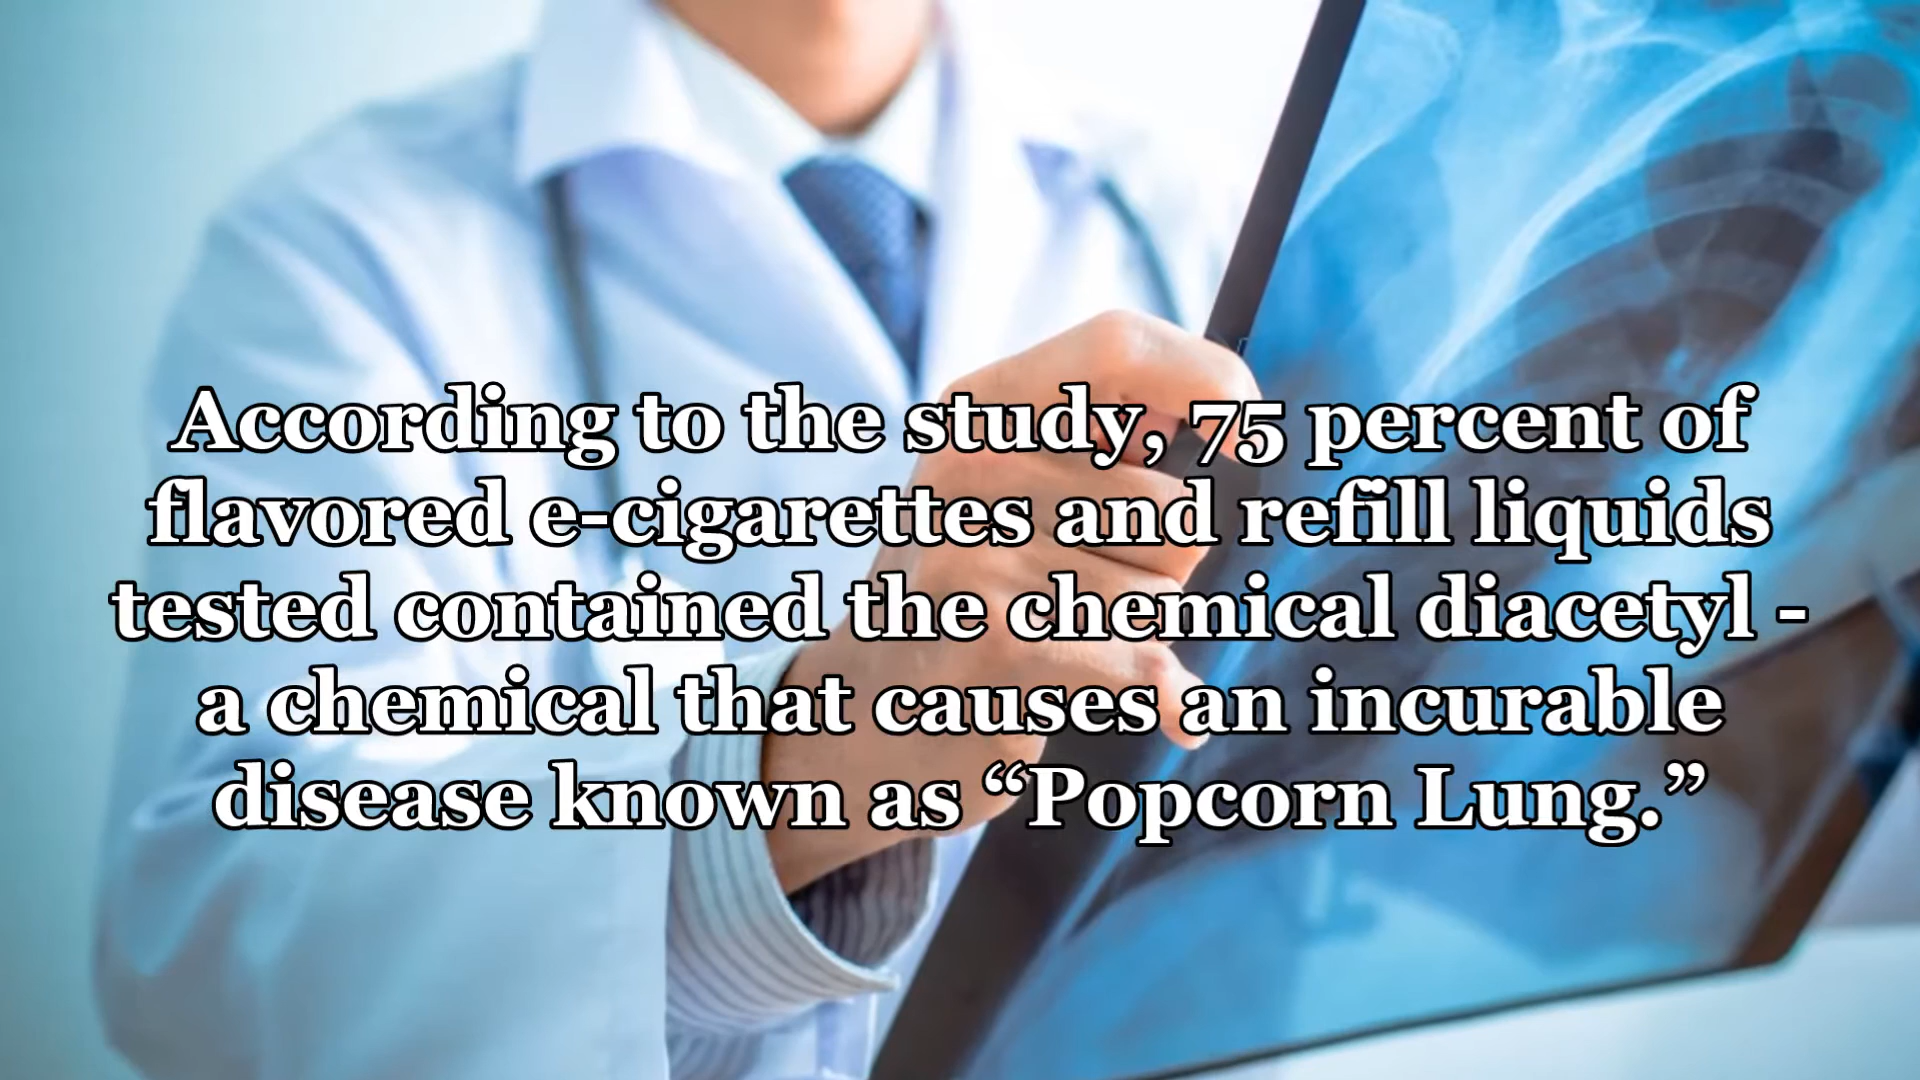 According to the study, 75 percent of
flavored e-cigarettes and refill liquids
tested contained the chemical diacetyl -
a chemical that causes an incurable
disease known as “Popcorn Lung.”